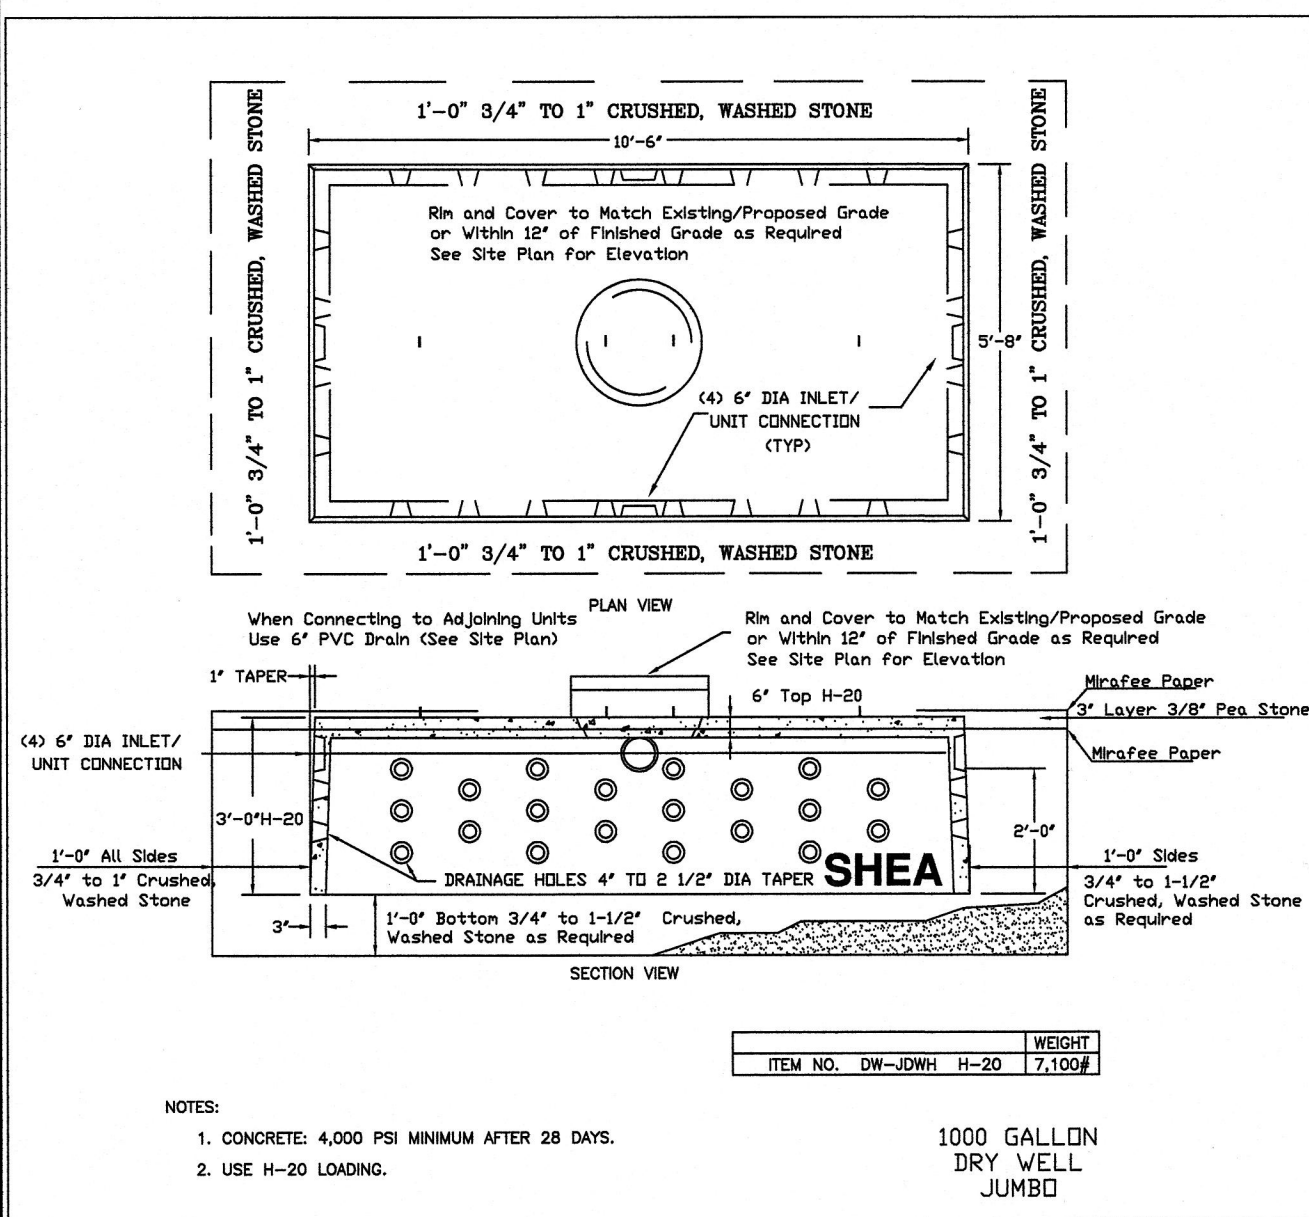 1'-0" 3/4" TO 1" CRUSHED, WASHED STONE
10'-6"
1'-0" 3/4" TO 1" CRUSHED, WASHED STONE
Rim and Cover to Match Existing/Proposed Grade
or Within 12" of Finished Grade as Required
See Site Plan for Elevation
5'-8"
1'-0" 3/4" TO 1" CRUSHED, WASHED STONE
(4) 6" DIA INLET/
UNIT CONNECTION
(TYP)
1'-0" 3/4" TO 1" CRUSHED, WASHED STONE
PLAN VIEW
When Connecting to Adjoining Units
Use 6" PVC Drain (See Site Plan)
Rim and Cover to Match Existing/Proposed Grade
or Within 12" of Finished Grade as Required
See Site Plan for Elevation
1" TAPER
6" Top H-20
Mirafee Paper
3" Layer 3/8" Pea Stone
Mirafee Paper
(4) 6" DIA INLET/
UNIT CONNECTION
3'-0"H-20
2'-0"
1'-0" All Sides
3/4" to 1" Crushed,
Washed Stone
DRAINAGE HOLES 4" TO 2 1/2" DIA TAPER
SHEA
1'-0" Sides
3/4" to 1-1/2"
Crushed, Washed Stone
as Required
3"
1'-0" Bottom 3/4" to 1-1/2" Crushed,
Washed Stone as Required
SECTION VIEW
WEIGHT
ITEM NO. DW-JDWH H-20 7,100#
NOTES:
1. CONCRETE: 4,000 PSI MINIMUM AFTER 28 DAYS.
2. USE H-20 LOADING.
1000 GALLON
DRY WELL
JUMBO